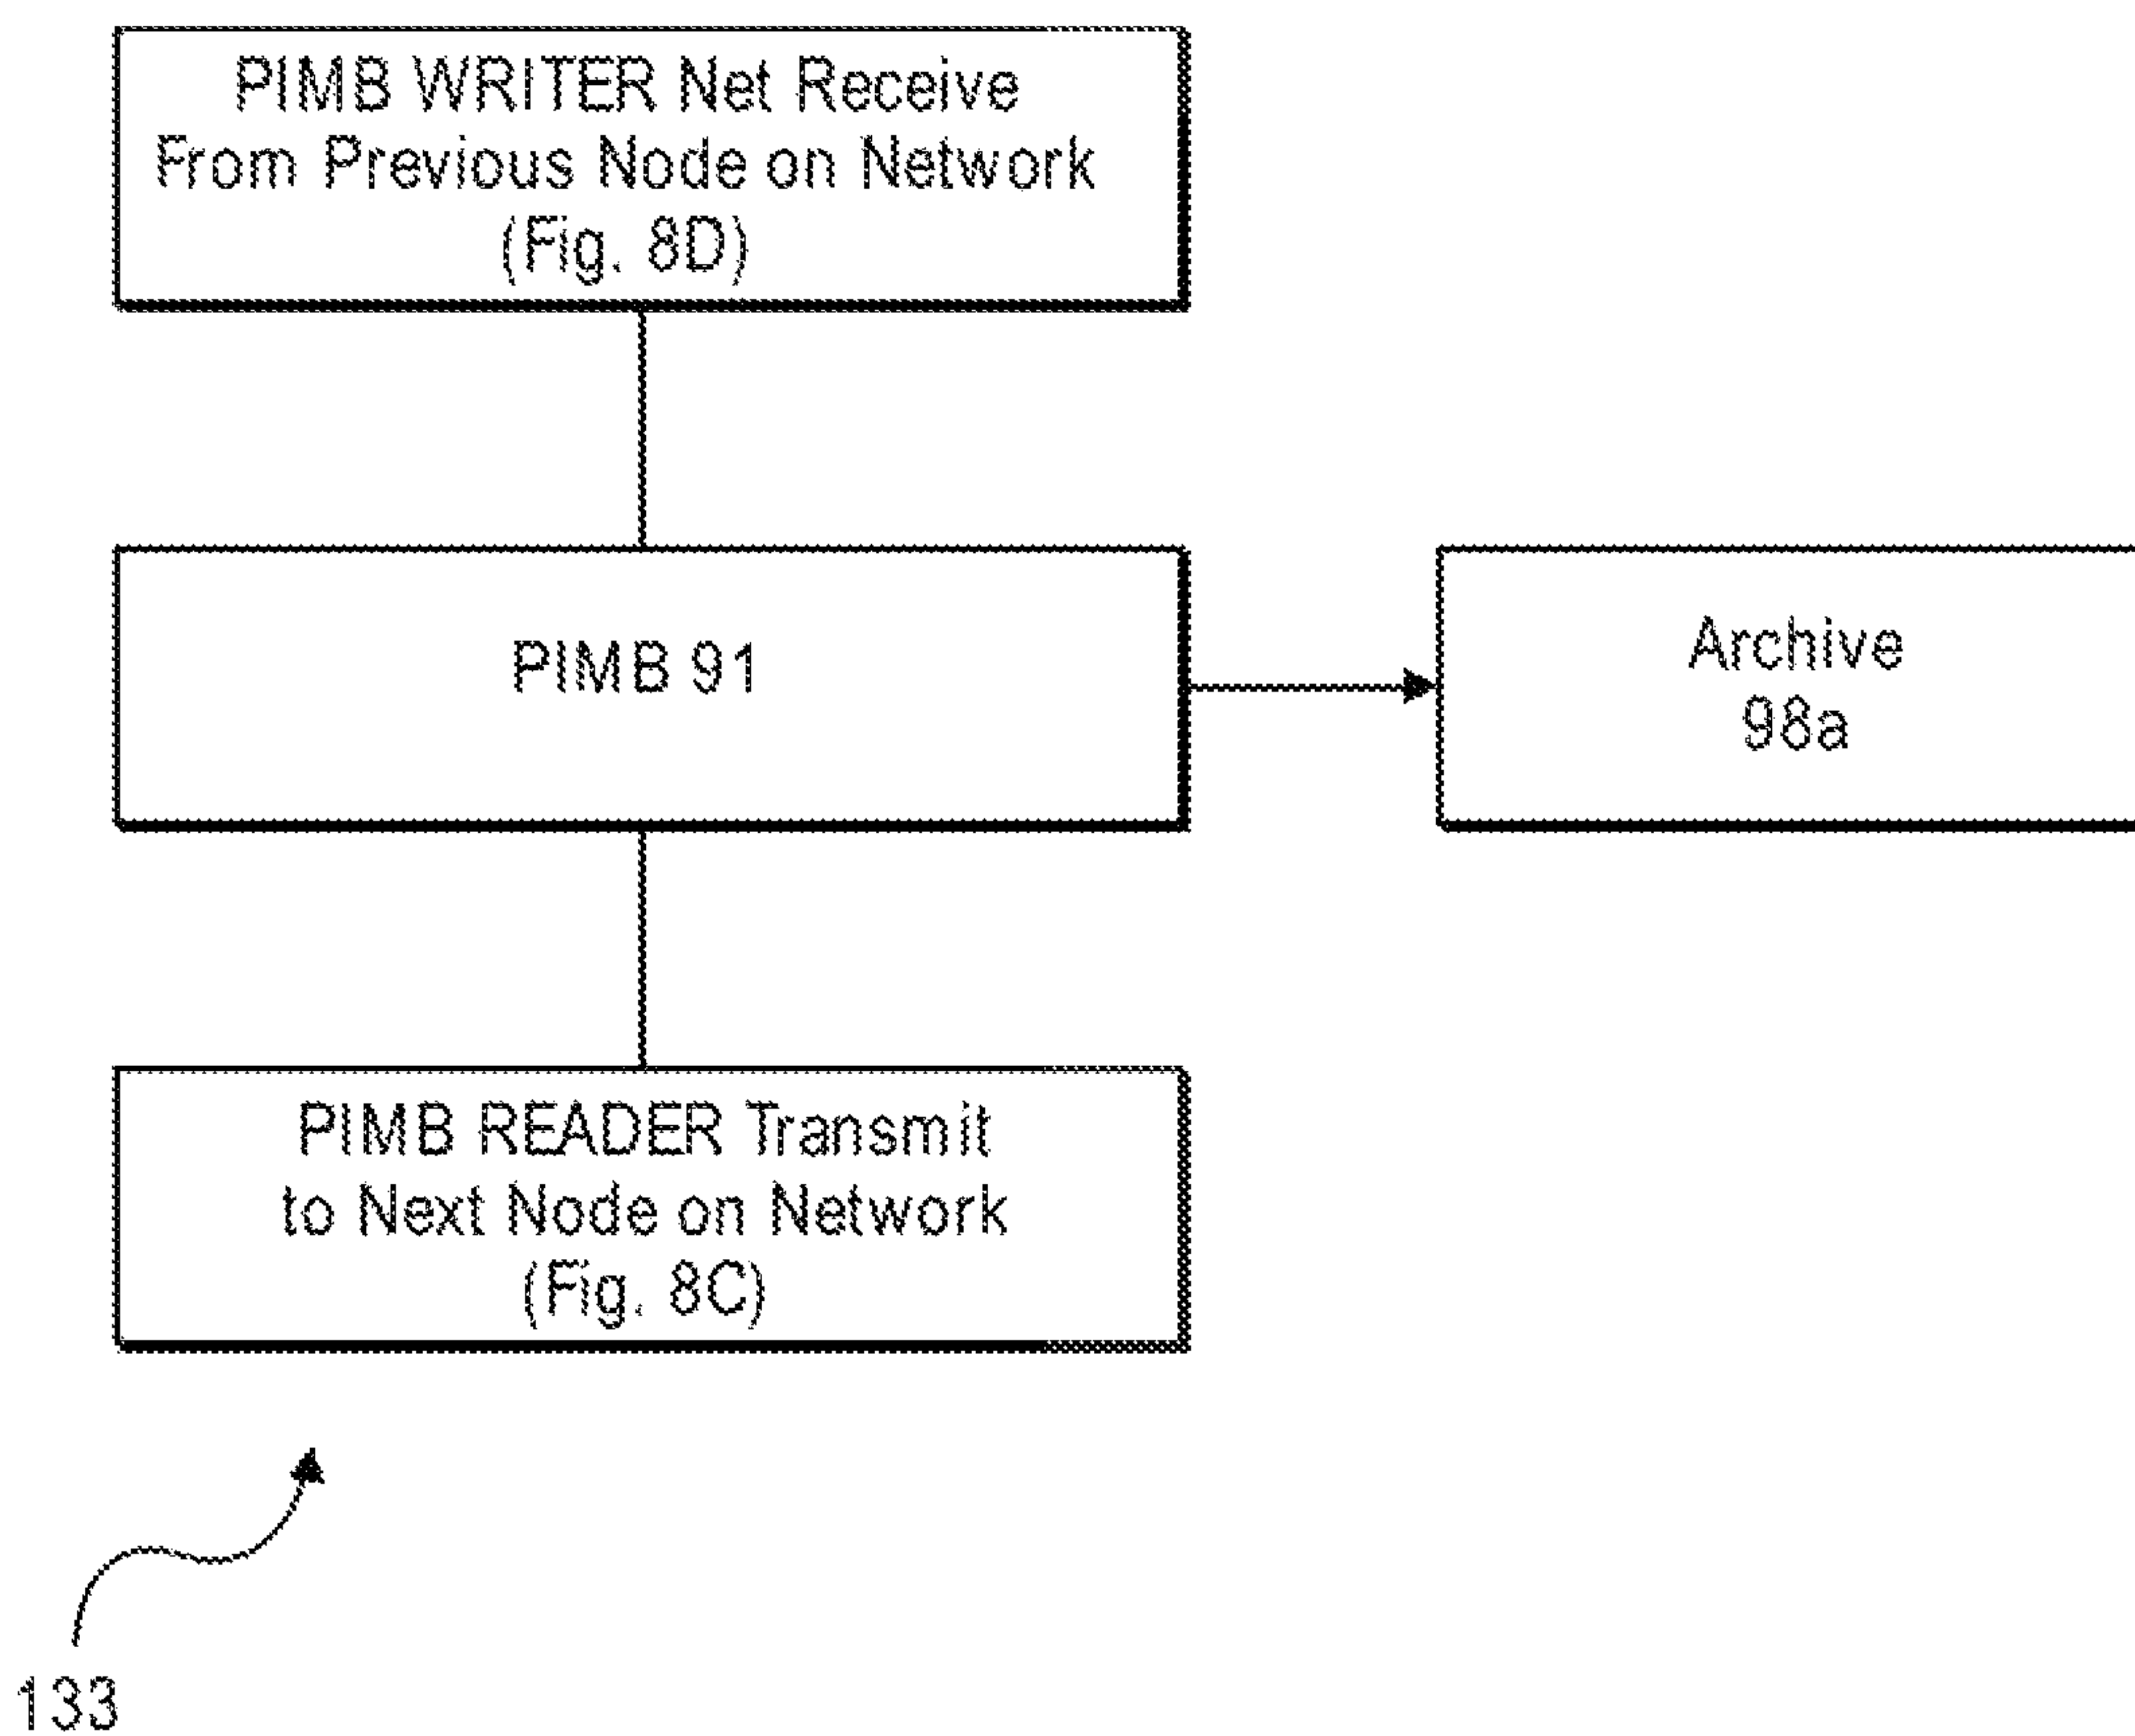 PIMB WRITER Net Receive
From Previous Node on Network
(Fig. 8D)
PIMB 91
Archive
98a
PIMB READER Transmit
to Next Node on Network
(Fig. 8C)
133